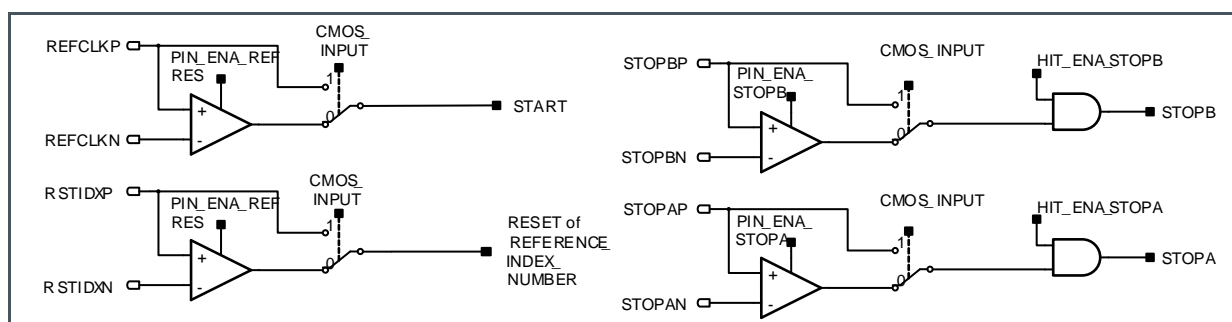 REFCLKP
CMOS_
INPUT
PIN_ENA_REF
RES
1
+
0
START
REFCLKN
-
RSTIDXP
CMOS_
INPUT
PIN_ENA_REF
RES
1
+
0
RESET of
REFERENCE_
INDEX_
NUMBER
RSTIDXN
-
STOPBP
CMOS_INPUT
HIT_ENA_STOPB
PIN_ENA_
STOPB
1
STOPB
+
0
STOPBN
-
STOPAP
CMOS_INPUT
HIT_ENA_STOPA
PIN_ENA_
STOPA
1
STOPA
+
0
STOPAN
-